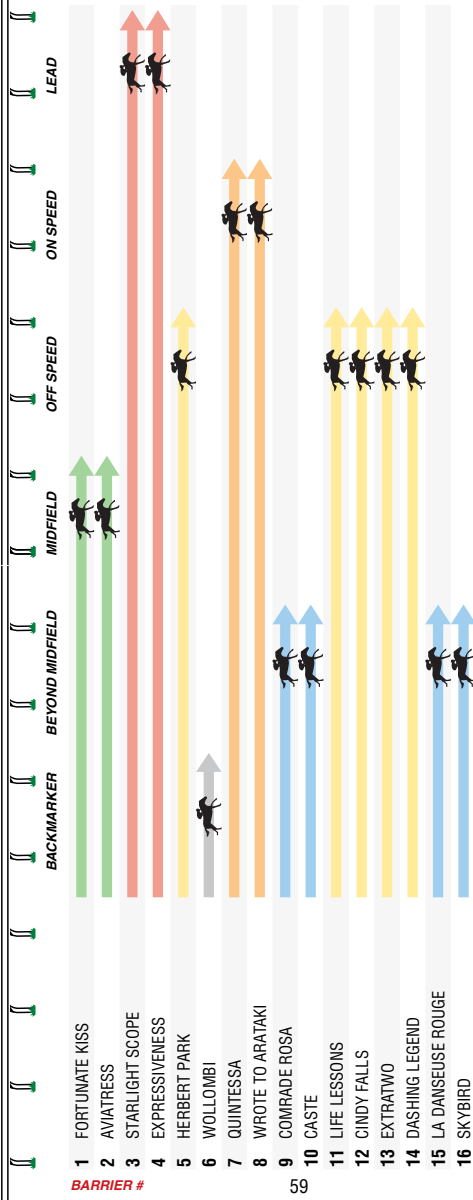 LEAD
ON SPEED
OFF SPEED
MIDFIELD
BEYOND MIDFIELD
BACKMARKER
1 FORTUNATE KISS
2 AVIATRESS
3 STARLIGHT SCOPE
4 EXPRESSIVENESS
5 HERBERT PARK
6 WOLLOMBI
7 QUINTESSA
8 WROTE TO ARATAKI
9 COMRADE ROSA
10 CASTE
11 LIFE LESSONS
12 CINDY FALLS
13 EXTRATWO
14 DASHING LEGEND
15 LA DANSEUSE ROUGE
16 SKYBIRD
BARRIER #
59